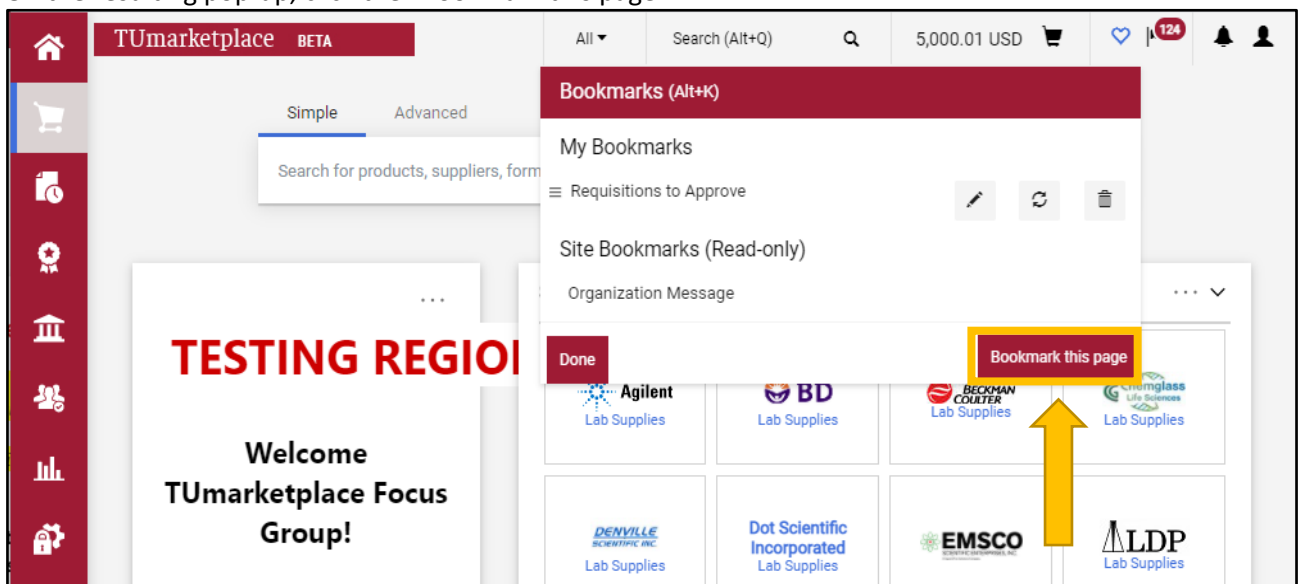 TUmarketplace BETA
All
Search (Alt+Q)
5,000.01 USD
124
Bookmarks (Alt+K)
Simple
Advanced
My Bookmarks
Search for products, suppliers, form
Requisitions to Approve
Site Bookmarks (Read-only)
Organization Message
...
...
TESTING REGIO
Done
Bookmark this page
Agilent
Lab Supplies
BD
Lab Supplies
BECKMAN
COULTER
Lab Supplies
Chemglass
Life Sciences
Lab Supplies
Welcome
TUmarketplace Focus
Group!
DENVILLE
SCIENTIFIC INC.
Lab Supplies
Dot Scientific
Incorporated
Lab Supplies
EMSCO
LDP
Lab Supplies